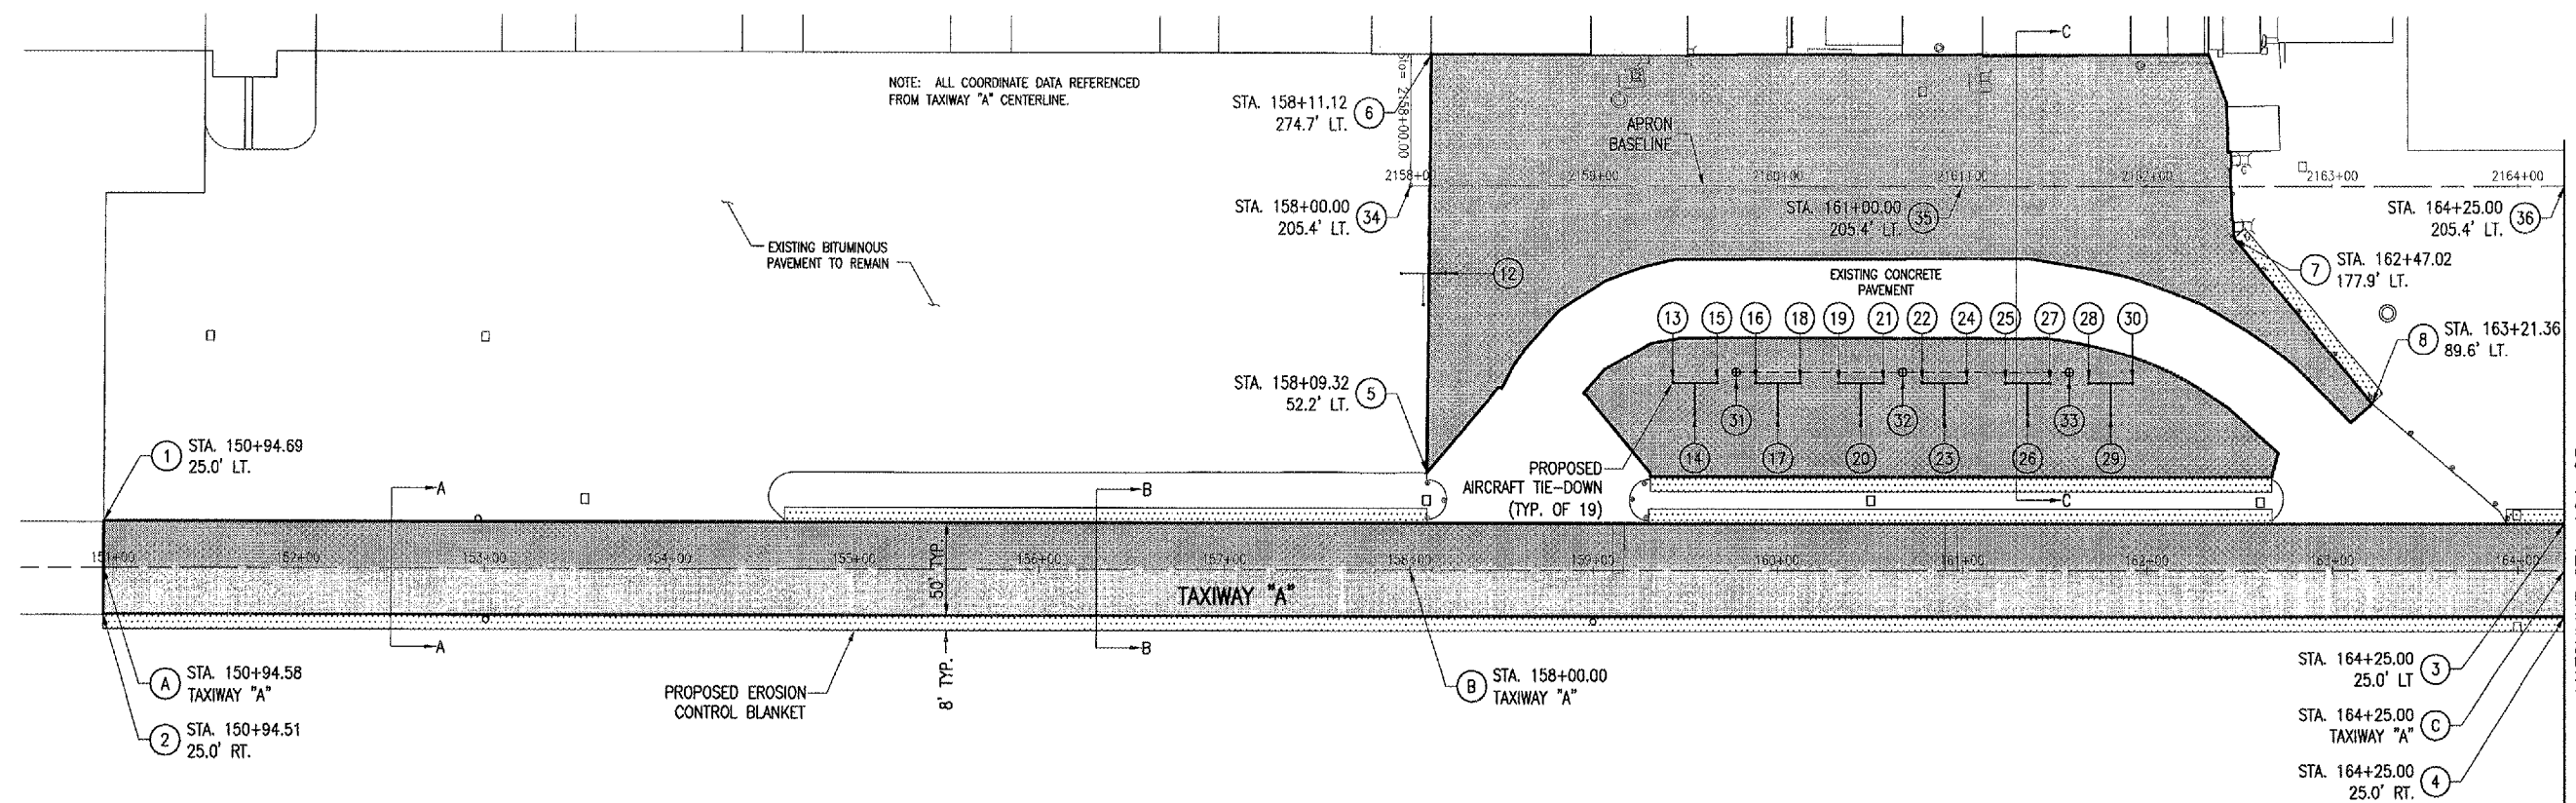 C
NOTE: ALL COORDINATE DATA REFERENCED
FROM TAXIWAY "A" CENTERLINE.
STA. 158+11.12
274.7' LT.
6
2158+00.00
APRON
BASELINE
2158+00
2159+00
2160+00
2161+00
2162+00
2163+00
2164+00
STA. 158+00.00
205.4' LT.
34
STA. 161+00.00
205.4' LT.
35
STA. 164+25.00
205.4' LT.
36
EXISTING BITUMINOUS
PAVEMENT TO REMAIN
12
EXISTING CONCRETE
PAVEMENT
7
STA. 162+47.02
177.9' LT.
13
15
16
18
19
21
22
24
25
27
28
30
8
STA. 163+21.36
89.6' LT.
STA. 158+09.32
52.2' LT.
5
31
32
33
14
17
20
23
26
29
1
STA. 150+94.69
25.0' LT.
PROPOSED
AIRCRAFT TIE-DOWN
(TYP. OF 19)
A
B
C
151+00
152+00
153+00
154+00
155+00
156+00
157+00
158+00
159+00
160+00
161+00
162+00
163+00
164+00
50' TYP.
TAXIWAY "A"
A
B
8' TYP.
A
STA. 150+94.58
TAXIWAY "A"
PROPOSED EROSION
CONTROL BLANKET
B
STA. 158+00.00
TAXIWAY "A"
STA. 164+25.00
25.0' LT
3
2
STA. 150+94.51
25.0' RT.
STA. 164+25.00
TAXIWAY "A"
C
STA. 164+25.00
25.0' RT.
4